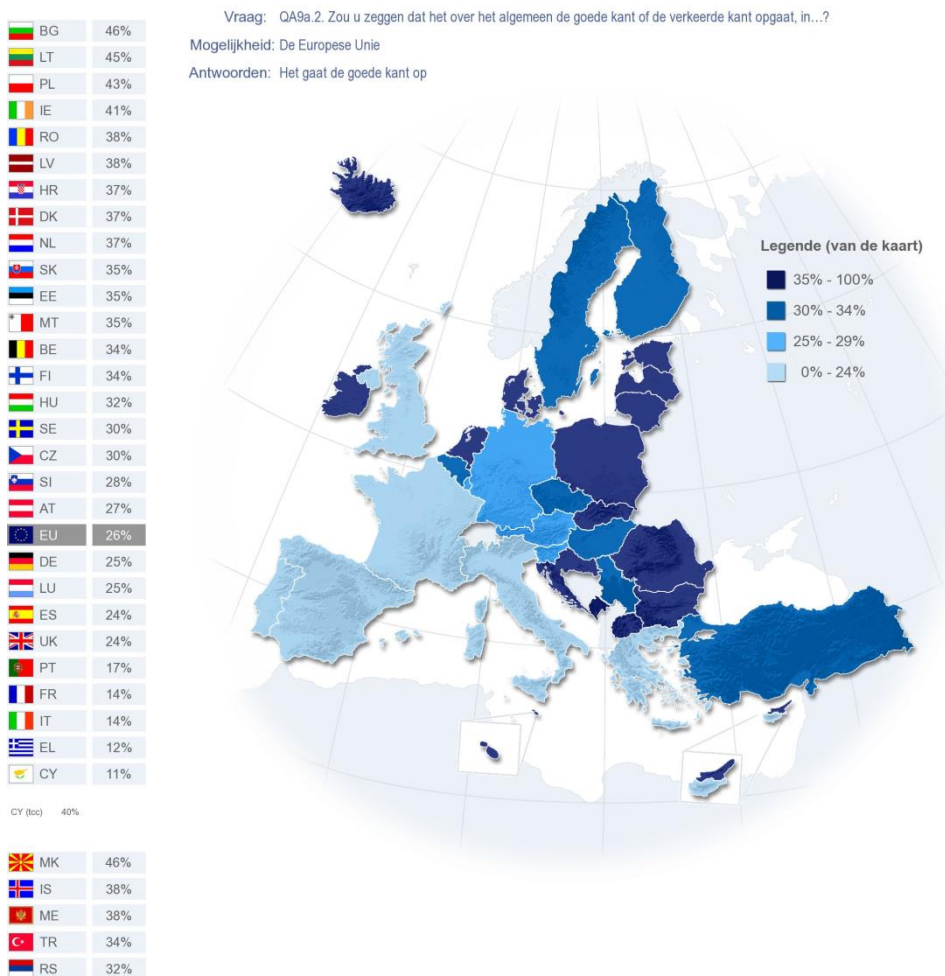 Vraag: QA9a.2. Zou u zeggen dat het over het algemeen de goede kant of de verkeerde kant opgaat, in…?
Mogelijkheid: De Europese Unie
Antwoorden: Het gaat de goede kant op
BG 46%
LT 45%
PL 43%
IE 41%
RO 38%
LV 38%
HR 37%
DK 37%
NL 37%
SK 35%
EE 35%
MT 35%
BE 34%
FI 34%
HU 32%
SE 30%
CZ 30%
SI 28%
AT 27%
EU 26%
DE 25%
LU 25%
ES 24%
UK 24%
PT 17%
FR 14%
IT 14%
EL 12%
CY 11%
CY (tcc) 40%
MK 46%
IS 38%
ME 38%
TR 34%
RS 32%
Legende (van de kaart)
35% - 100%
30% - 34%
25% - 29%
0% - 24%